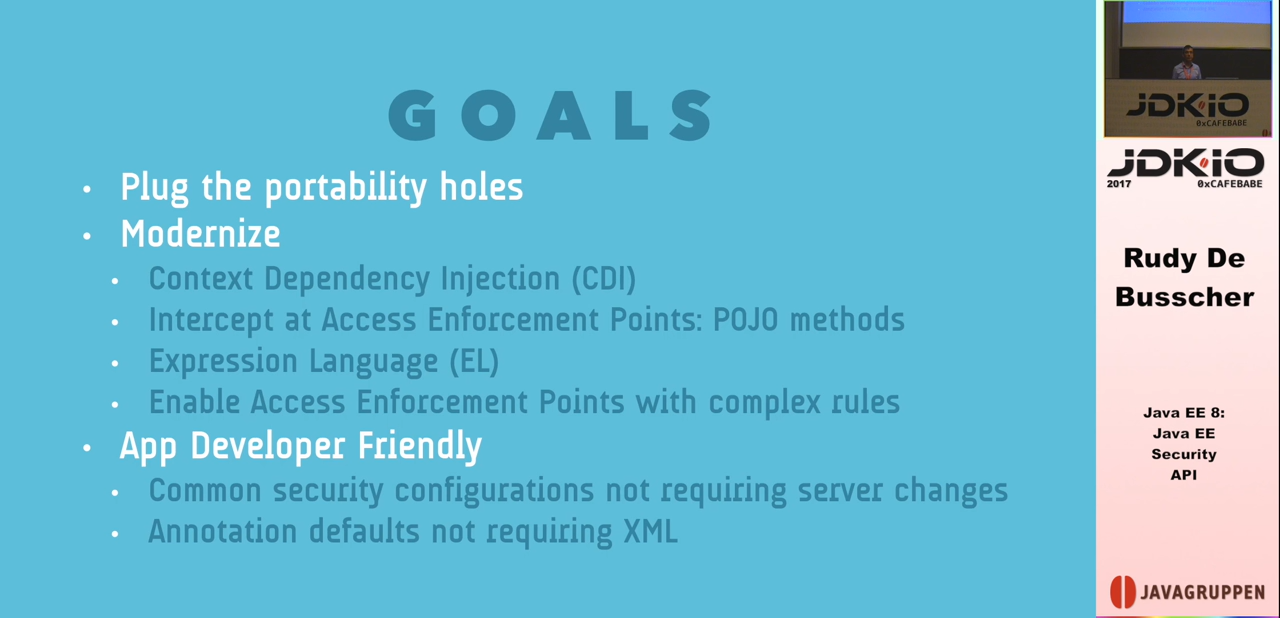 GOALS
• Plug the portability holes
• Modernize
• Context Dependency Injection (CDI)
• Intercept at Access Enforcement Points: POJO methods
• Expression Language (EL)
• Enable Access Enforcement Points with complex rules
• App Developer Friendly
• Common security configurations not requiring server changes
• Annotation defaults not requiring XML
JDK.IO
0xCAFEBABE
JDK.IO
2017 0xCAFEBABE
Rudy De
Busscher
Java EE 8:
Java EE
Security
API
JAVAGRUPPEN